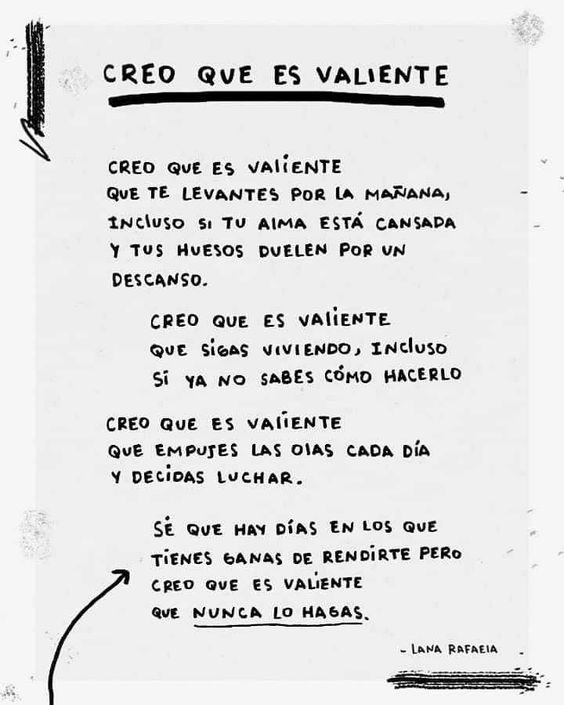 CREO QUE ES VALIENTE
CREO QUE ES VALIENTE
QUE TE LEVANTES POR LA MAÑANA,
INCLUSO SI TU ALMA ESTÁ CANSADA
Y TUS HUESOS DUELEN POR UN
DESCANSO.
CREO QUE ES VALIENTE
QUE SIGAS VIVIENDO, INCLUSO
SI YA NO SABES CÓMO HACERLO
CREO QUE ES VALIENTE
QUE EMPUJES LAS OLAS CADA DÍA
Y DECIDAS LUCHAR.
SÉ QUE HAY DÍAS EN LOS QUE
TIENES GANAS DE RENDIRTE PERO
CREO QUE ES VALIENTE
QUE NUNCA LO HAGAS.
- LANA RAFAELA